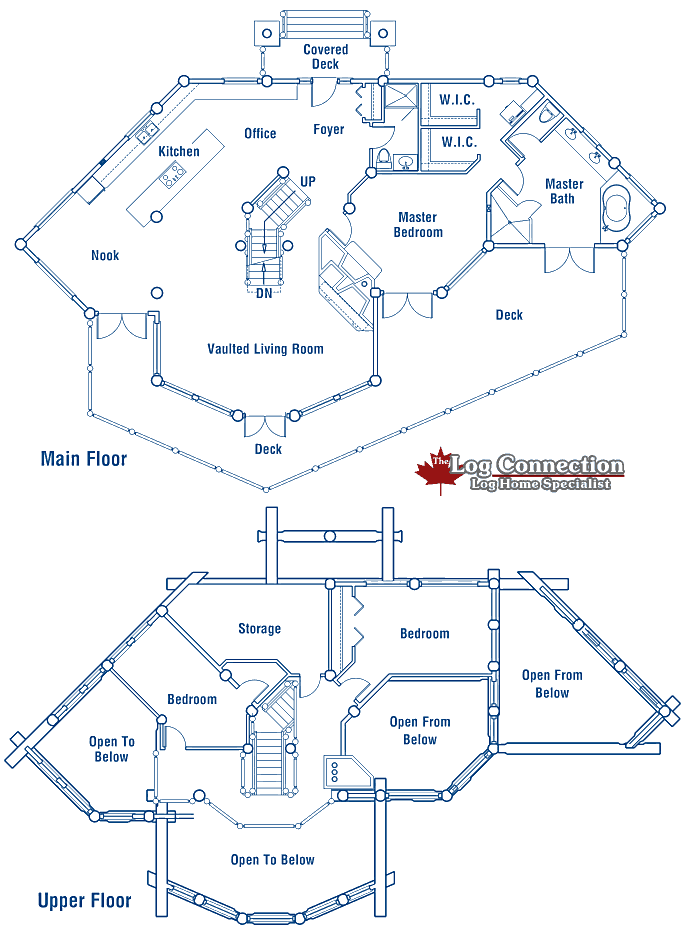 Covered
Deck
W.I.C.
Office
Foyer
Kitchen
W.I.C.
UP
Master
Bath
Master
Bedroom
Nook
DN
Deck
Vaulted Living Room
Deck
Main Floor
The Log Connection
Log Home Specialist
Storage
Bedroom
Open From
Below
Bedroom
Open From
Below
Open To
Below
Open To Below
Upper Floor